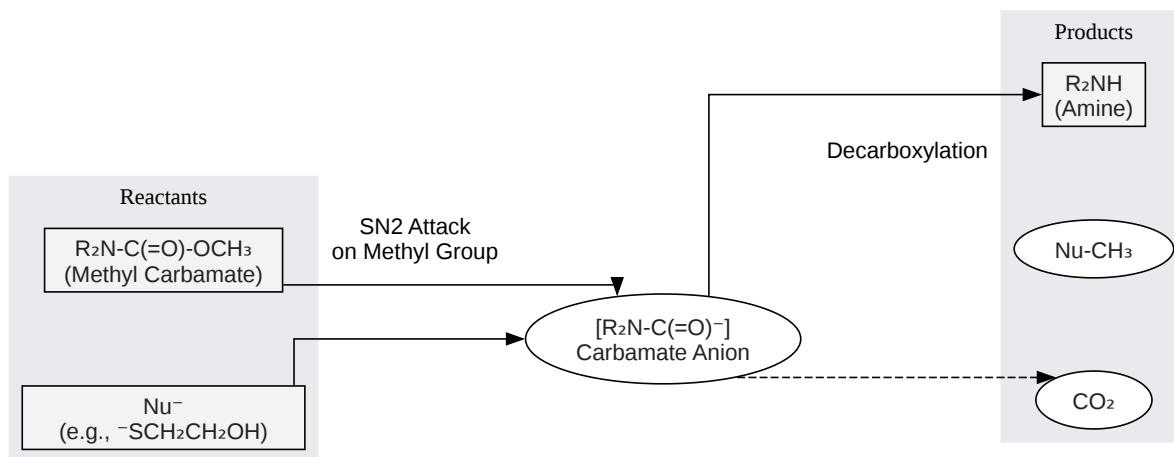 Reactants
R₂N-C(=O)-OCH₃
(Methyl Carbamate)
Nu⁻
(e.g., ⁻SCH₂CH₂OH)
SN2 Attack
on Methyl Group
[R₂N-C(=O)⁻]
Carbamate Anion
Decarboxylation
Products
R₂NH
(Amine)
Nu-CH₃
CO₂